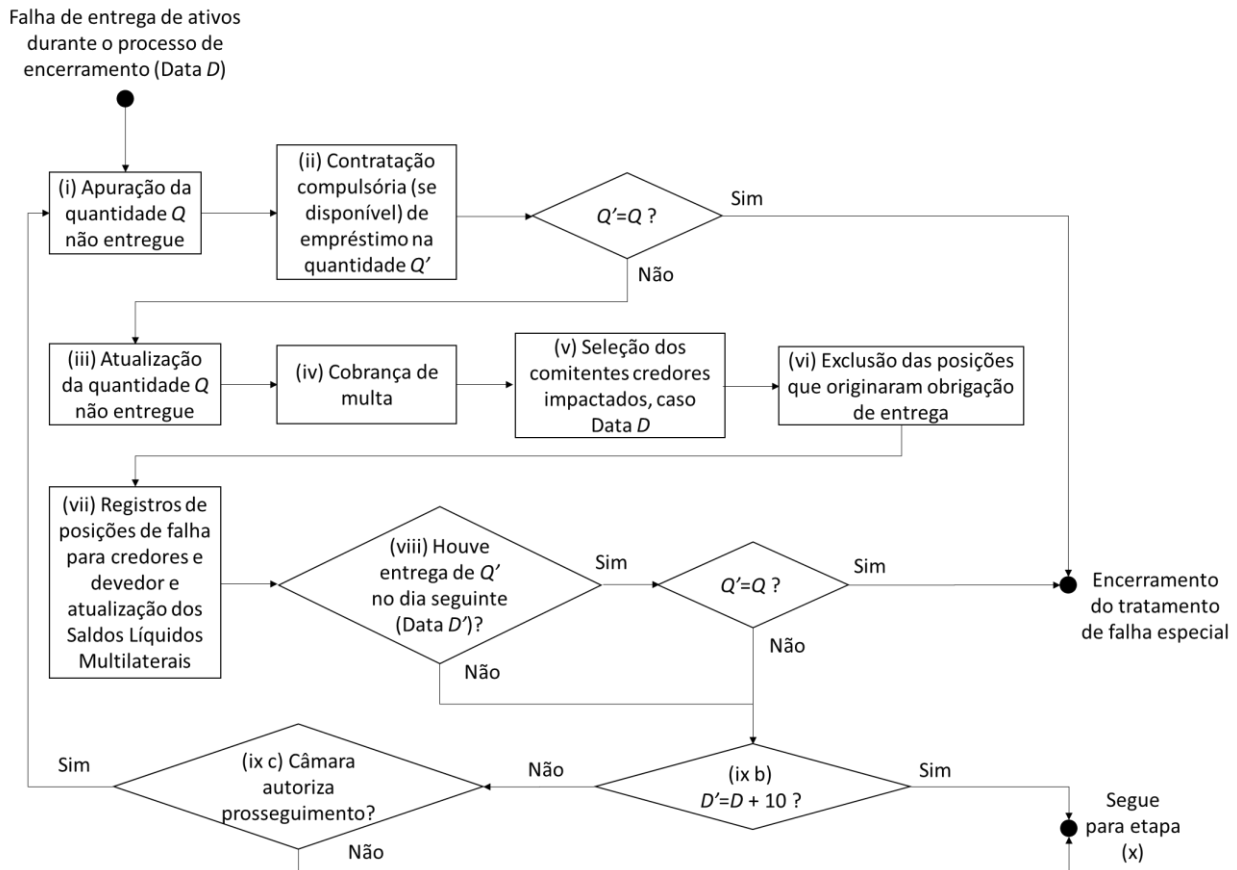 Falha de entrega de ativos
durante o processo de
encerramento (Data D)
(i) Apuração da
quantidade Q
não entregue
(ii) Contratação
compulsória (se
disponível) de
empréstimo na
quantidade Q'
Q'=Q ?
Sim
Não
(iii) Atualização
da quantidade Q
não entregue
(iv) Cobrança de
multa
(v) Seleção dos
comitentes credores
impactados, caso
Data D
(vi) Exclusão das posições
que originaram obrigação
de entrega
(vii) Registros de
posições de falha
para credores e
devedor e
atualização dos
Saldos Líquidos
Multilaterais
(viii) Houve
entrega de Q'
no dia seguinte
(Data D')?
Sim
Não
Q'=Q ?
Sim
Não
Encerramento
do tratamento
de falha especial
(ix b)
D'=D + 10 ?
Não
Sim
(ix c) Câmara
autoriza
prosseguimento?
Sim
Não
Segue
para etapa
(x)